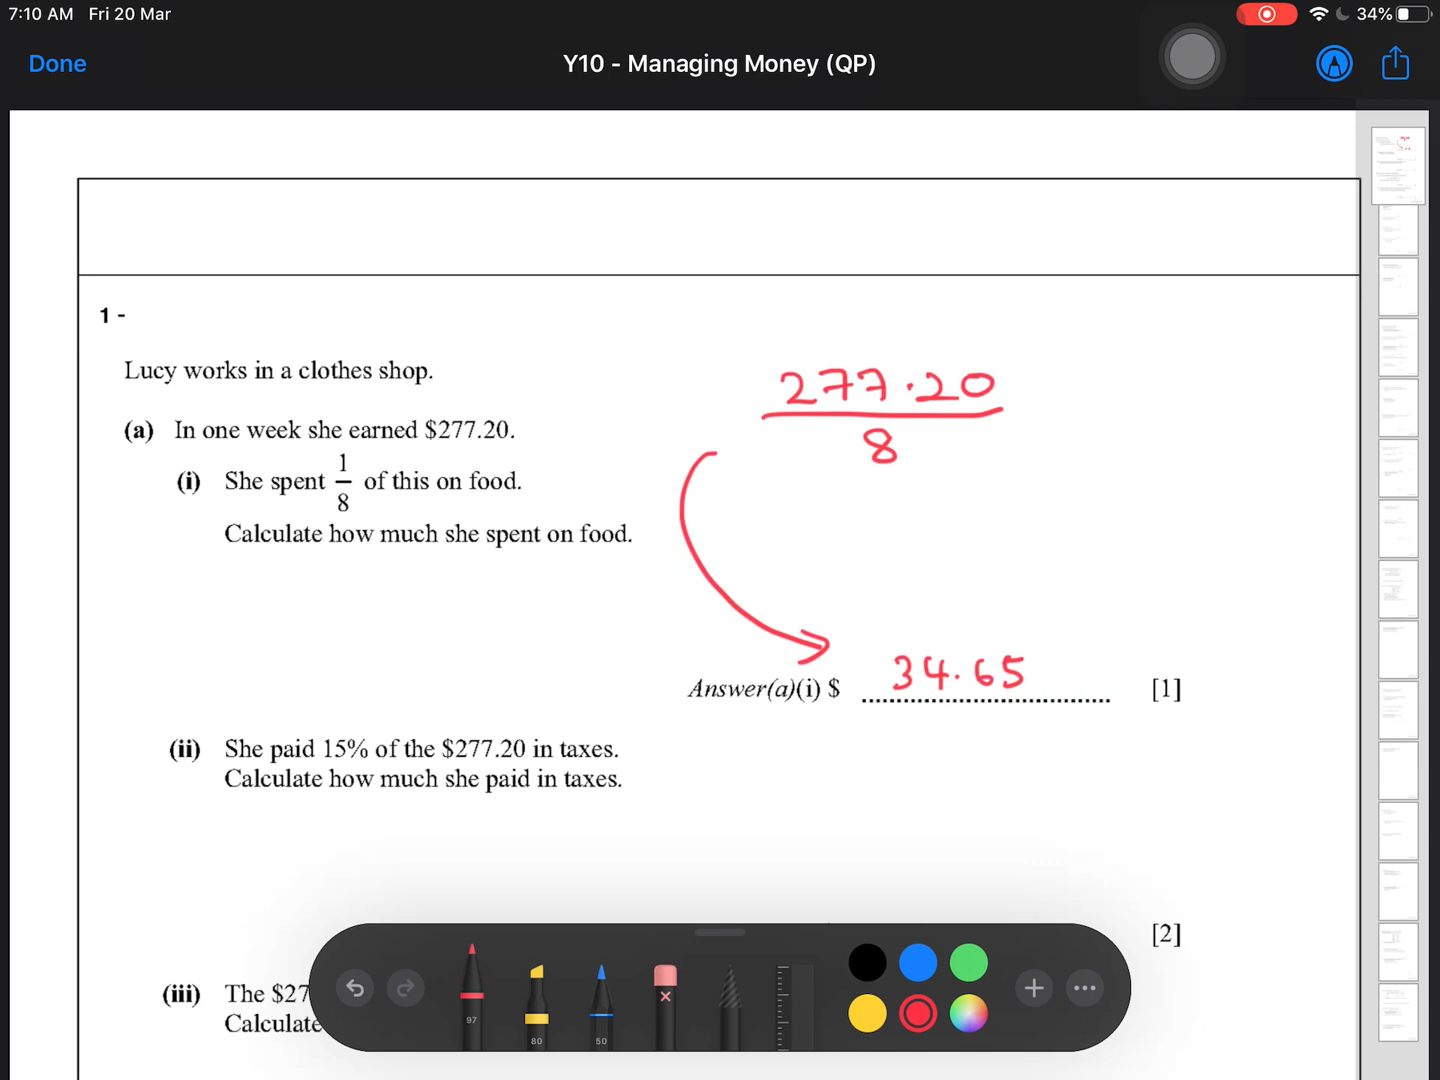 7:10 AM Fri 20 Mar
34%
Done
Y10 - Managing Money (QP)
1 -
Lucy works in a clothes shop.
277.20
8
(a) In one week she earned $277.20.
(i) She spent 1/8 of this on food.
Calculate how much she spent on food.
34.65
Answer(a)(i) $ ........................................ [1]
(ii) She paid 15% of the $277.20 in taxes.
Calculate how much she paid in taxes.
[2]
(iii) The $27
Calculate
97
80
50